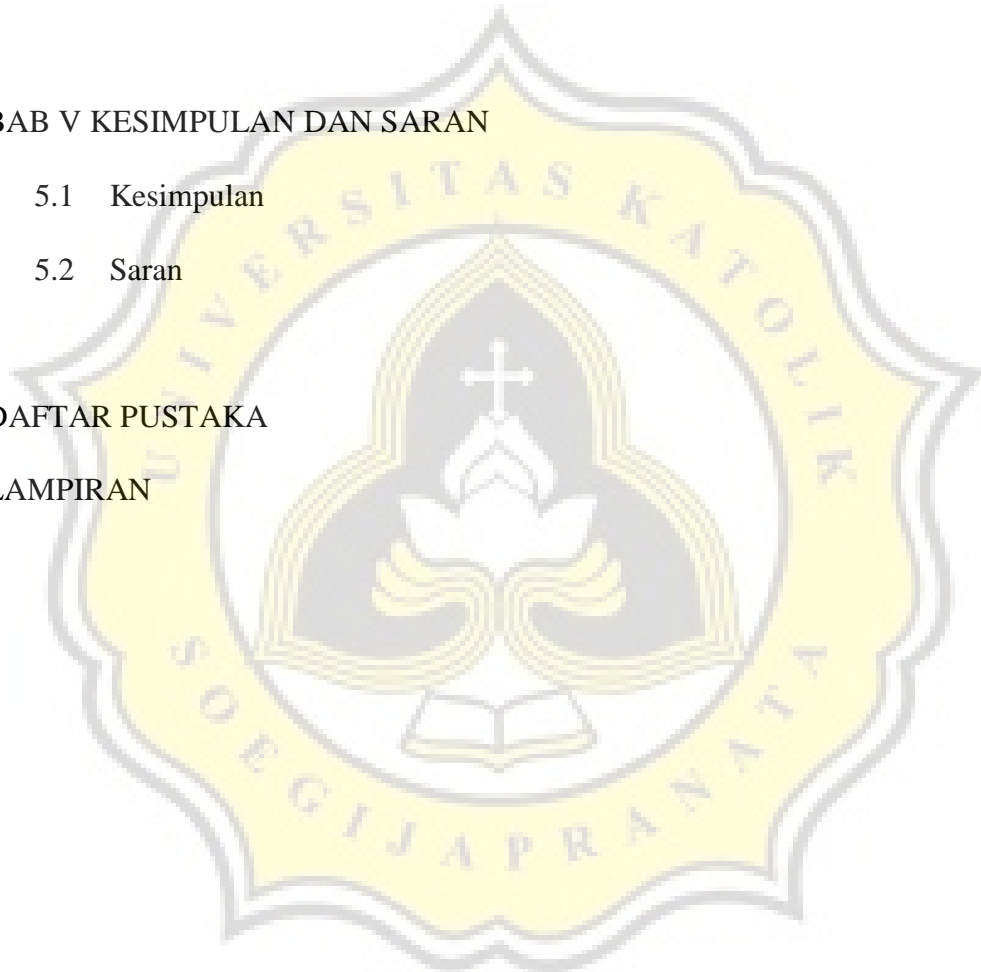 BAB V KESIMPULAN DAN SARAN
5.1 Kesimpulan
5.2 Saran
DAFTAR PUSTAKA
LAMPIRAN
UNIVERSITAS KATOLIK
SOEGIJAPRANATA